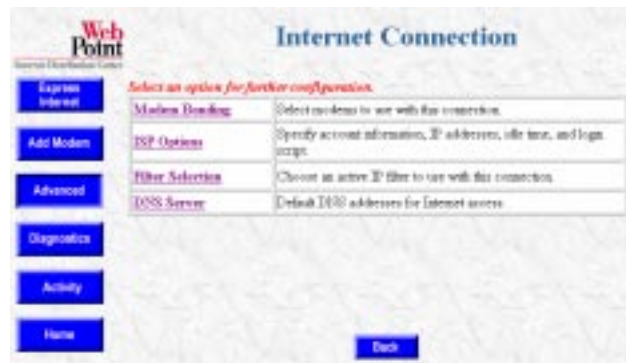 Web
Point
Internet Distribution Center
Internet Connection
Express
Internet
Add Modem
Advanced
Diagnostics
Activity
Home
Select an option for further configuration.
Modem Bonding
Select modems to use with this connection.
ISP Options
Specify account information, IP addresses, idle time, and login
script.
Filter Selection
Choose an active IP filter to use with this connection.
DNS Server
Default DNS addresses for Internet access.
Back